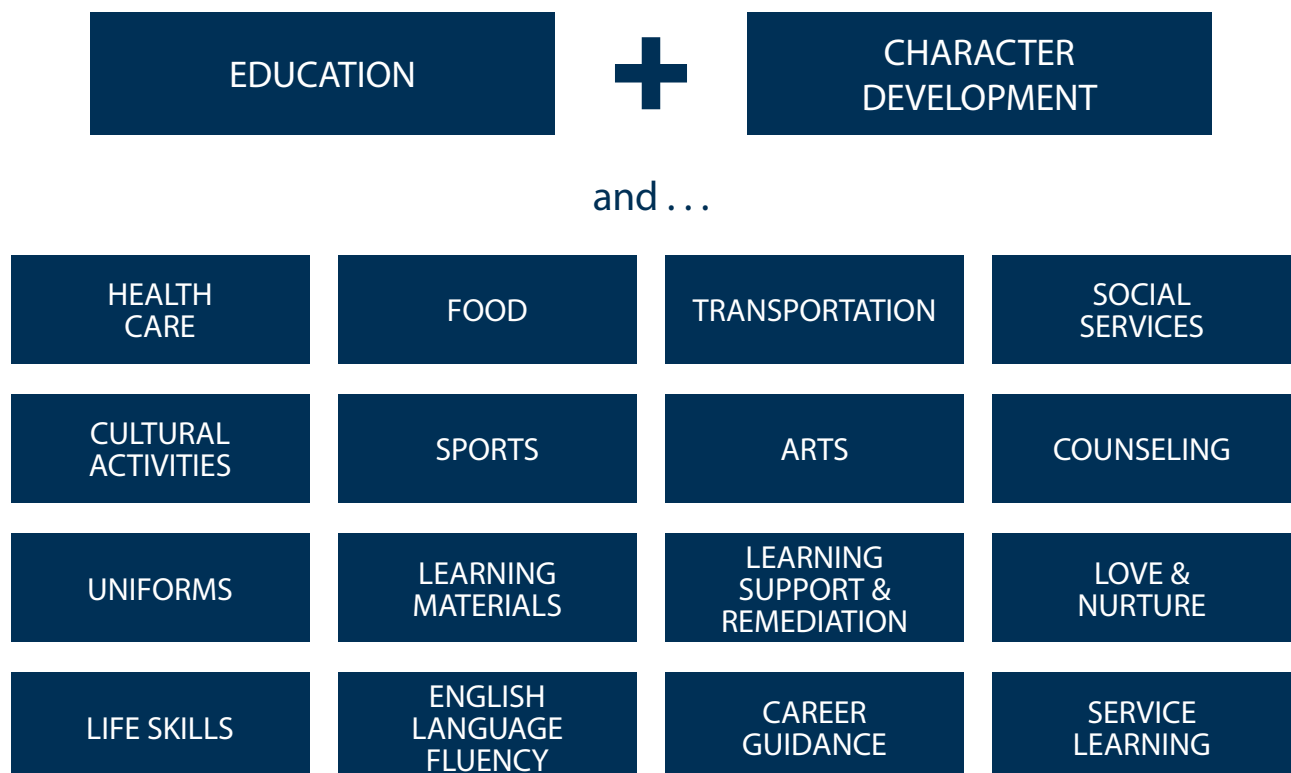 EDUCATION
+
CHARACTER
DEVELOPMENT
and . . .
HEALTH
CARE
FOOD
TRANSPORTATION
SOCIAL
SERVICES
CULTURAL
ACTIVITIES
SPORTS
ARTS
COUNSELING
UNIFORMS
LEARNING
MATERIALS
LEARNING
SUPPORT &
REMEDIATION
LOVE &
NURTURE
LIFE SKILLS
ENGLISH
LANGUAGE
FLUENCY
CAREER
GUIDANCE
SERVICE
LEARNING